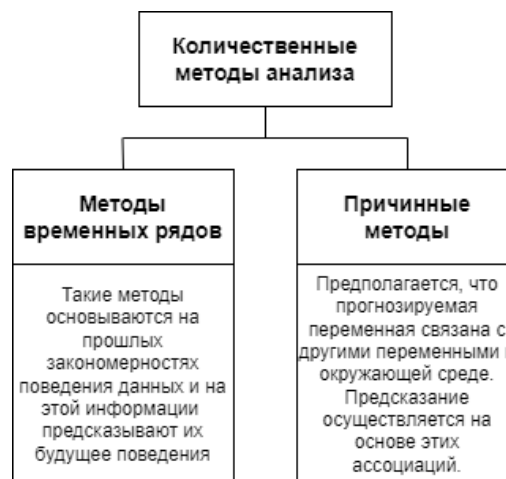 Количественные
методы анализа
Методы
временных рядов
Причинные
методы
Такие методы
основываются на
прошлых
закономерностях
поведения данных и на
этой информации
предсказывают их
будущее поведения
Предполагается, что
прогнозируемая
переменная связана с
другими переменными
окружающей среде.
Предсказание
осуществляется на
основе этих
ассоциаций.